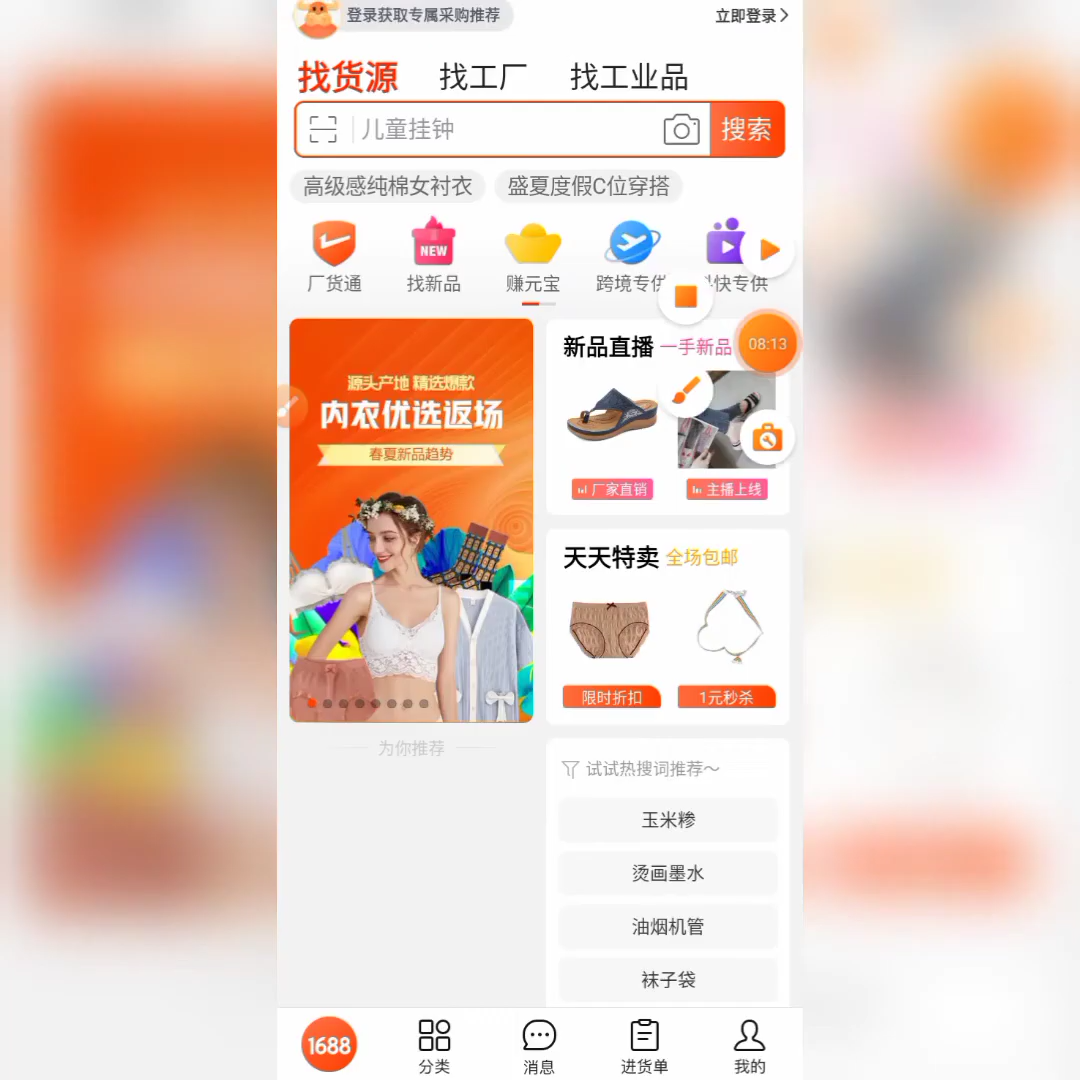 登录获取专属采购推荐
立即登录
找货源 找工厂 找工业品
儿童挂钟 搜索
高级感纯棉女衬衣 盛夏度假C位穿搭
NEW
厂货通 找新品 赚元宝 跨境专供 快专供
源头产地 精选爆款
内衣优选返场
春夏新品趋势
新品直播 一手新品
08:13
厂家直销 主播上线
天天特卖 全场包邮
限时折扣 1元秒杀
为你推荐
试试热搜词推荐～
玉米糁
烫画墨水
油烟机管
袜子袋
1688 分类 消息 进货单 我的